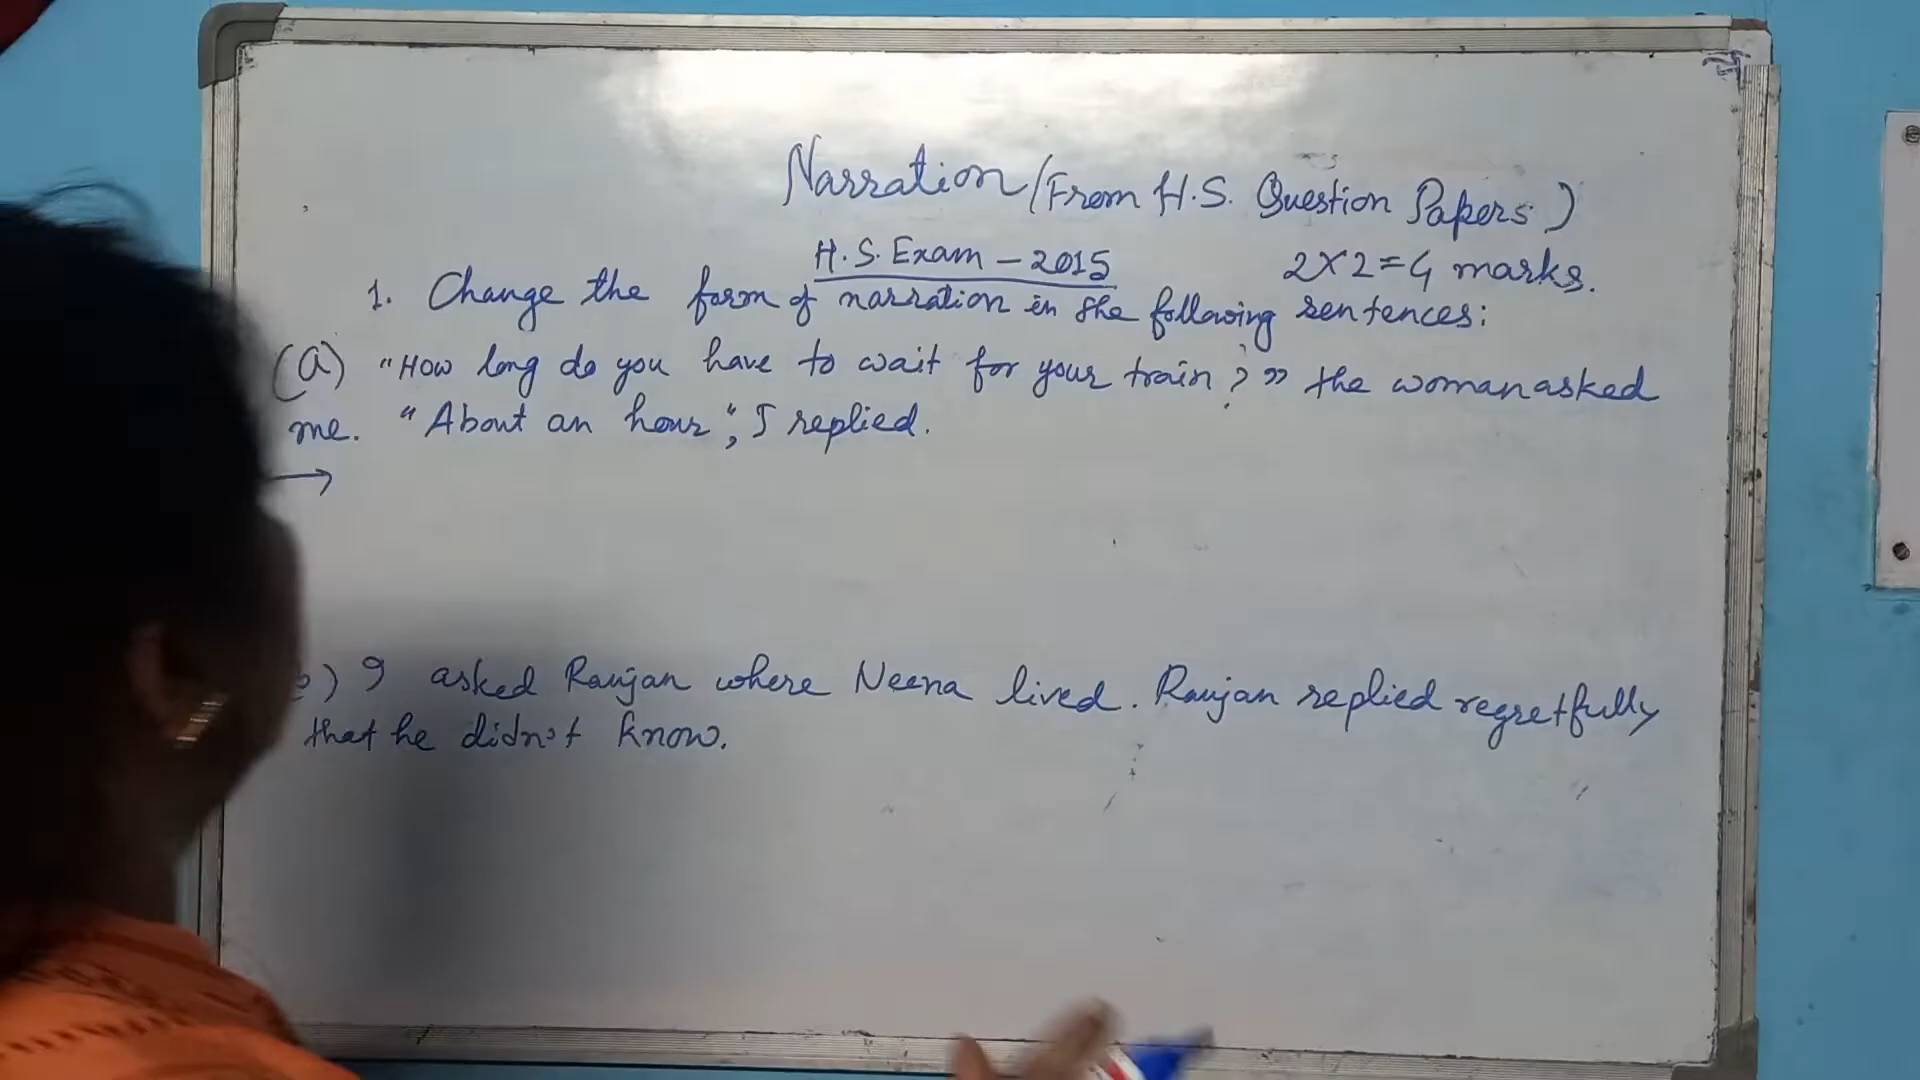 Narration (From H.S. Question Papers)
H.S. Exam - 2015 2x2=4 marks.
1. Change the form of narration in the following sentences:
(a) "How long do you have to wait for your train?" the woman asked
me. "About an hour", I replied.
→
) I asked Ranjan where Neena lived. Ranjan replied regretfully
that he didn't know.